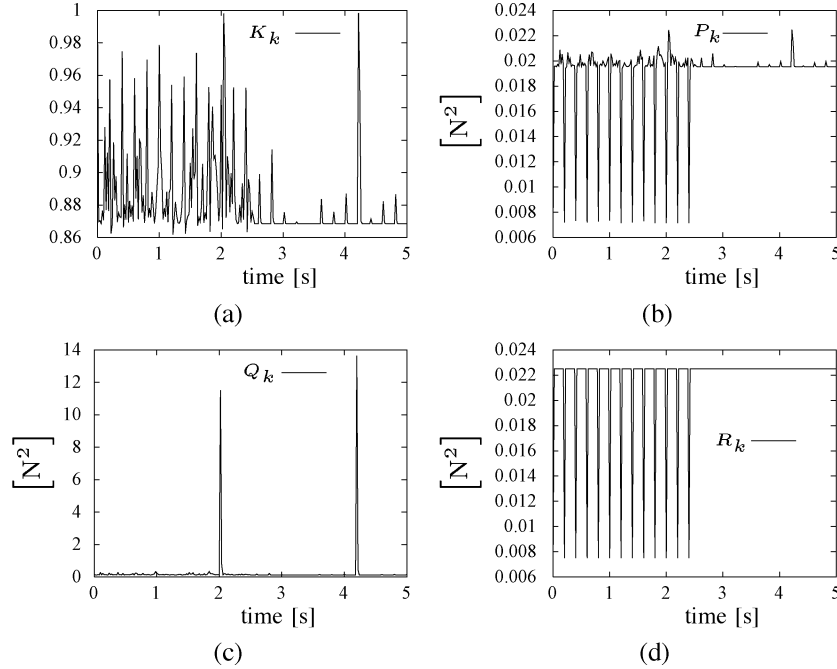 K_k
1
0.98
0.96
0.94
0.92
0.9
0.88
0.86
0 1 2 3 4 5
time [s]
(a)
P_k
[N²]
0.024
0.022
0.02
0.018
0.016
0.014
0.012
0.01
0.008
0.006
0 1 2 3 4 5
time [s]
(b)
Q_k
[N²]
14
12
10
8
6
4
2
0
0 1 2 3 4 5
time [s]
(c)
R_k
[N²]
0.024
0.022
0.02
0.018
0.016
0.014
0.012
0.01
0.008
0.006
0 1 2 3 4 5
time [s]
(d)